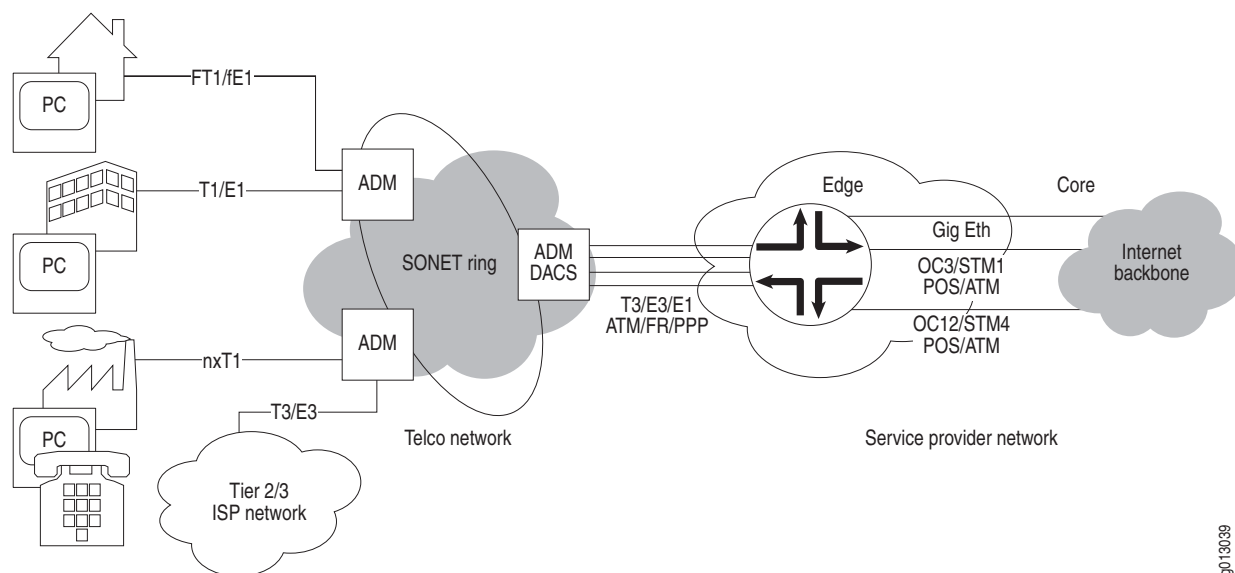 PC
FT1/fE1
ADM
T1/E1
PC
SONET ring
ADM
DACS
T3/E3/E1
ATM/FR/PPP
ADM
nxT1
PC
T3/E3
Tier 2/3
ISP network
Telco network
Edge
Core
Gig Eth
OC3/STM1
POS/ATM
OC12/STM4
POS/ATM
Internet
backbone
Service provider network
g013039